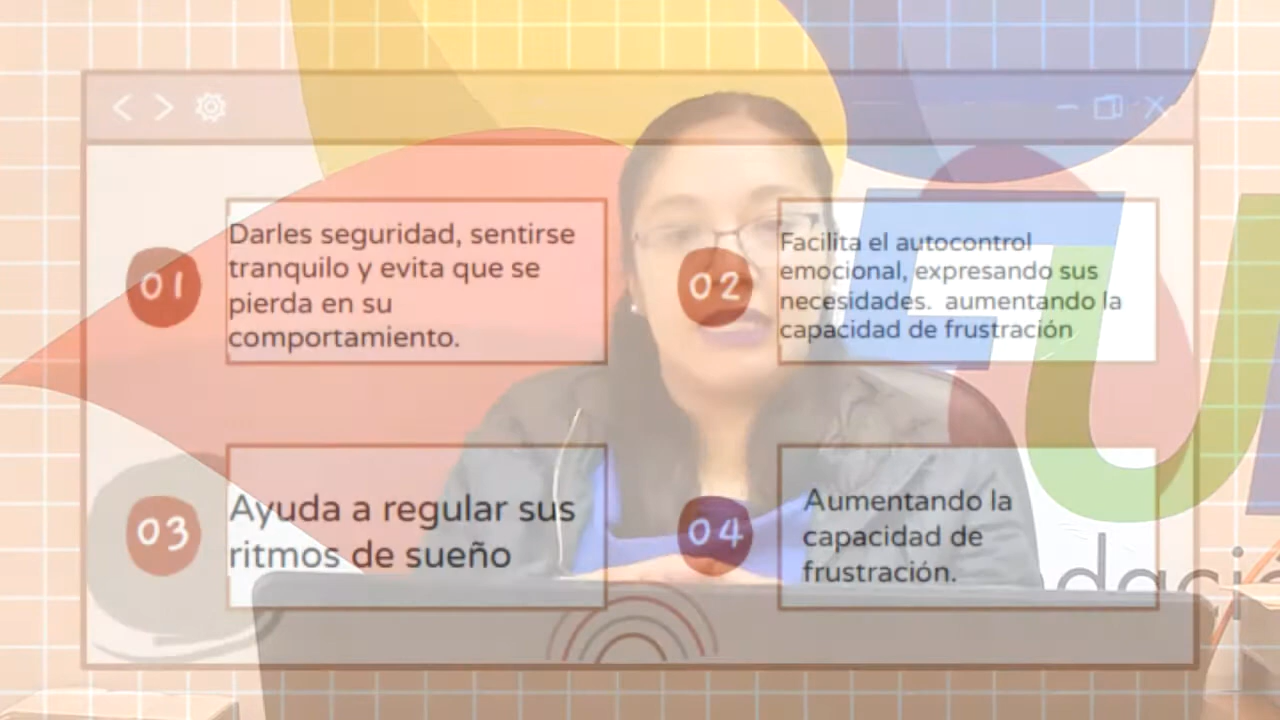 01
Darles seguridad, sentirse
tranquilo y evita que se
pierda en su
comportamiento.
02
Facilita el autocontrol
emocional, expresando sus
necesidades. aumentando la
capacidad de frustración
03
Ayuda a regular sus
ritmos de sueño
04
Aumentando la
capacidad de
frustración.
FU
dació